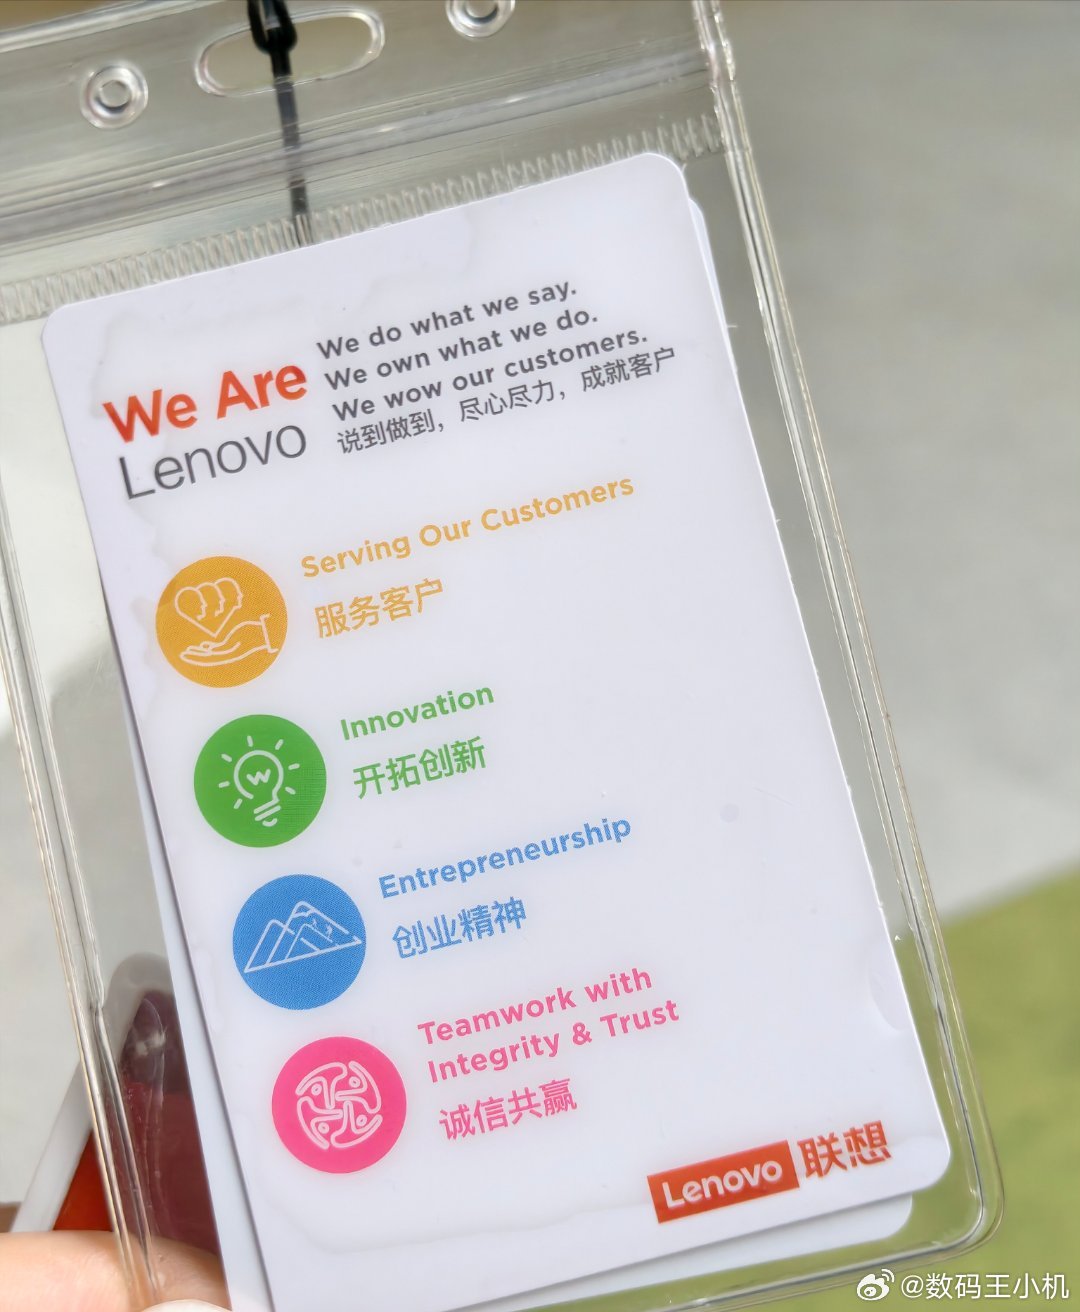 We Are
Lenovo
We do what we say.
We own what we do.
We wow our customers.
说到做到，尽心尽力，成就客户
Serving Our Customers
服务客户
Innovation
开拓创新
Entrepreneurship
创业精神
Teamwork with
Integrity & Trust
诚信共赢
Lenovo 联想
@数码王小机